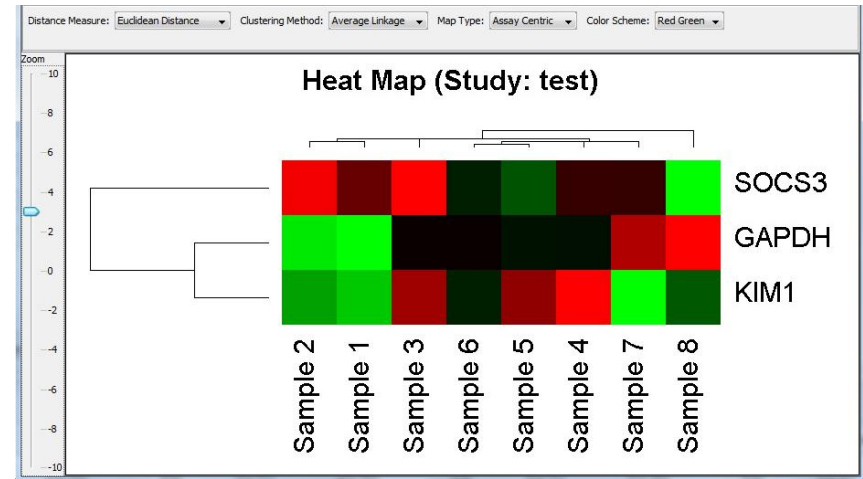 Distance Measure: Euclidean Distance Clustering Method: Average Linkage Map Type: Assay Centric Color Scheme: Red Green
Zoom
10
8
6
4
2
0
-2
-4
-6
-8
-10
Heat Map (Study: test)
SOCS3
GAPDH
KIM1
Sample 2
Sample 1
Sample 3
Sample 6
Sample 5
Sample 4
Sample 7
Sample 8